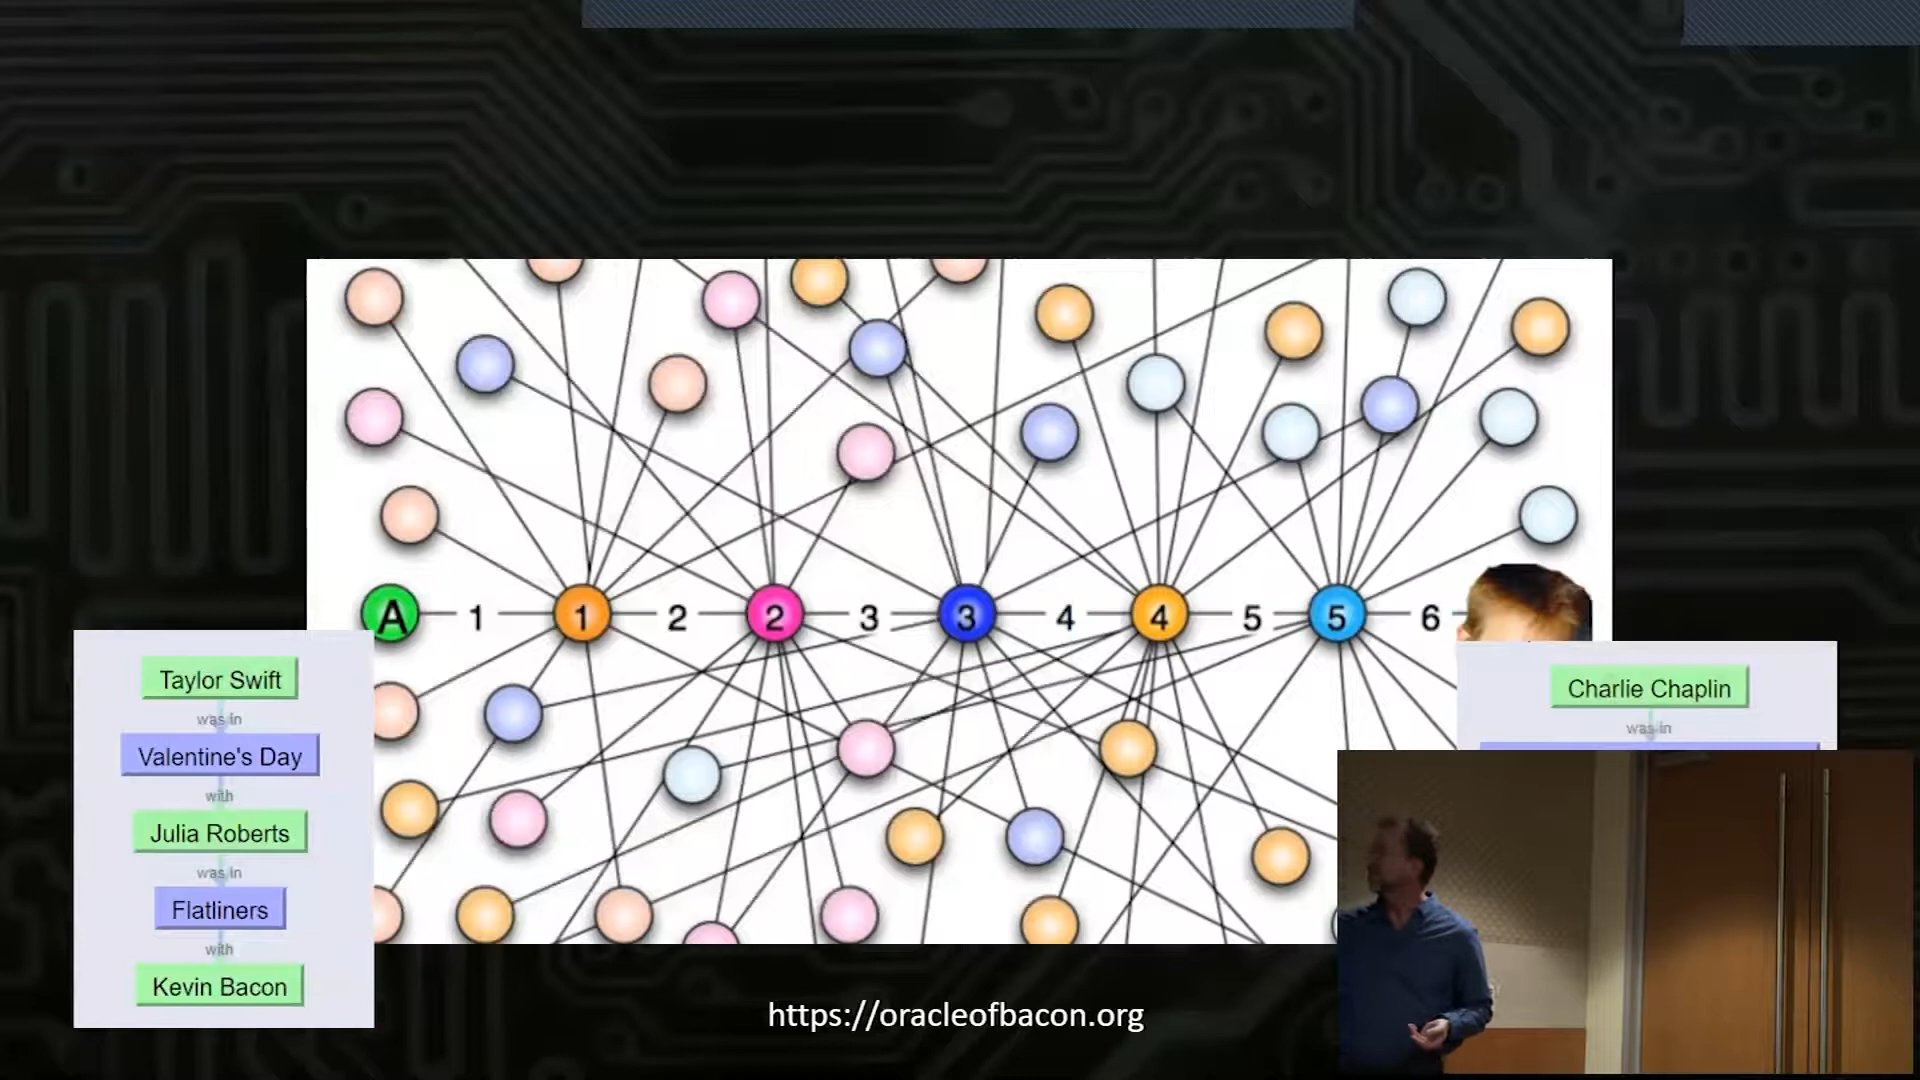 A 1 1 2 2 3 3 4 4 5 5 6
Taylor Swift
was in
Valentine's Day
with
Julia Roberts
was in
Flatliners
with
Kevin Bacon
Charlie Chaplin
was in
https://oracleofbacon.org